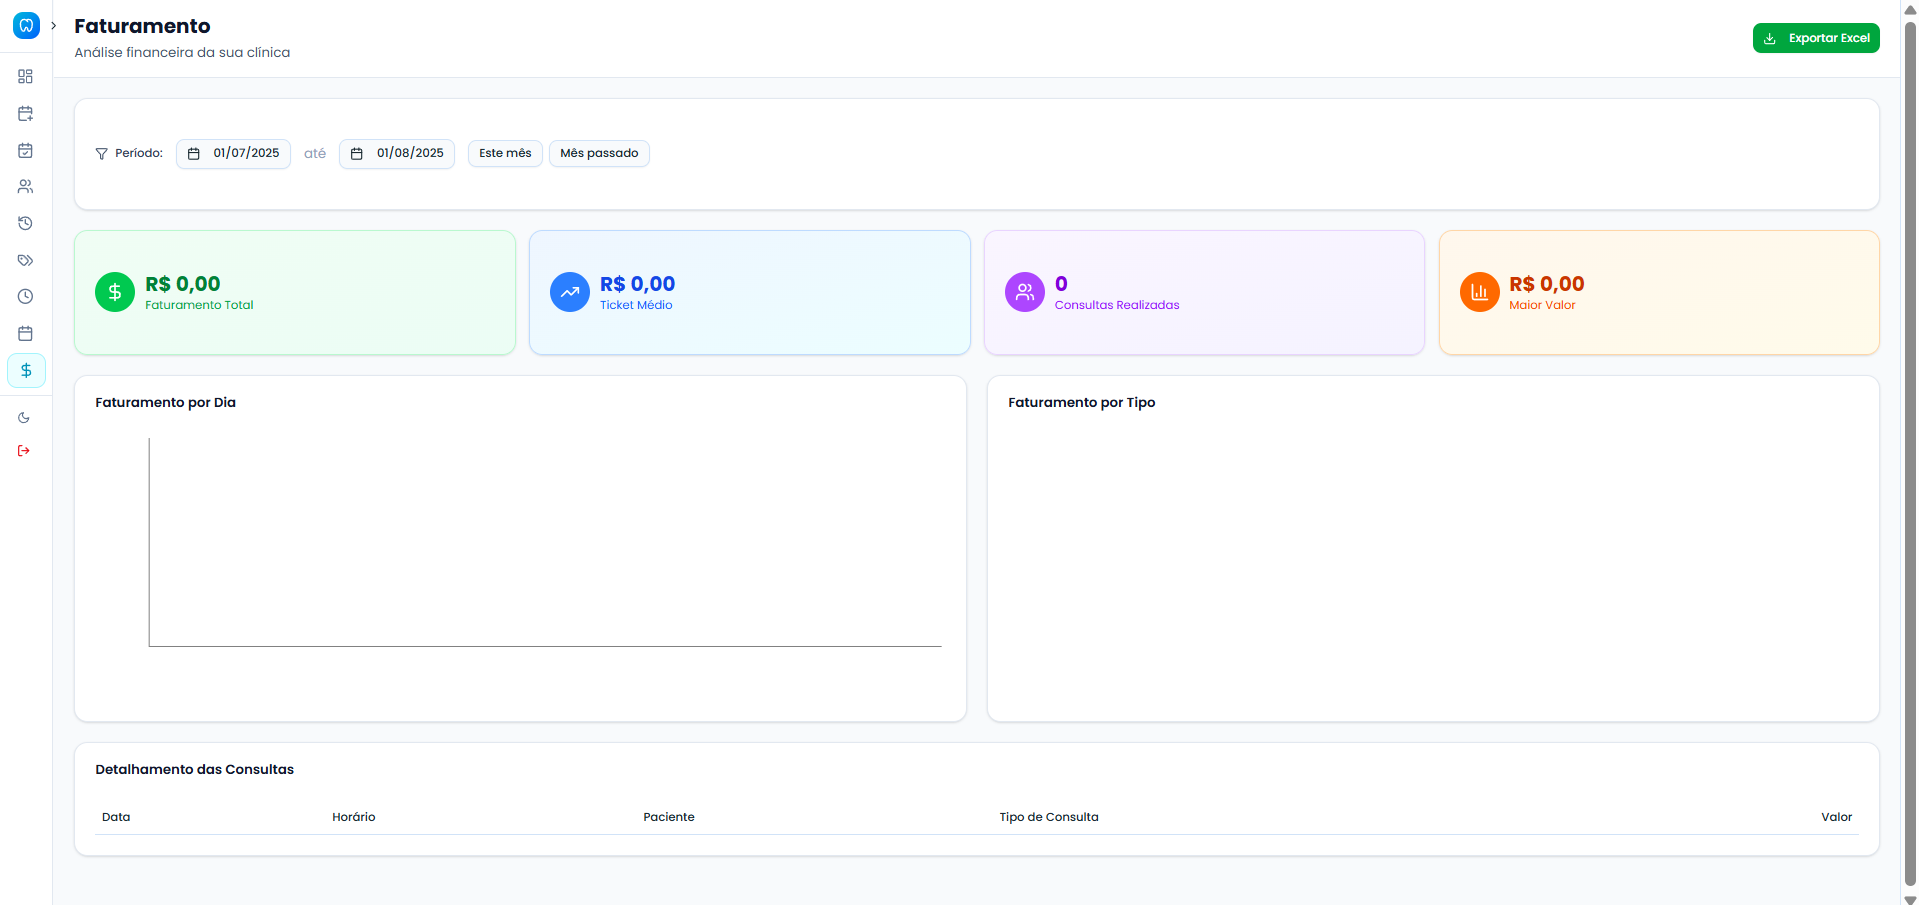 Faturamento
Análise financeira da sua clínica
Exportar Excel
Período: 01/07/2025 até 01/08/2025 Este mês Mês passado
R$ 0,00
Faturamento Total
R$ 0,00
Ticket Médio
0
Consultas Realizadas
R$ 0,00
Maior Valor
Faturamento por Dia
Faturamento por Tipo
Detalhamento das Consultas
Data Horário Paciente Tipo de Consulta Valor